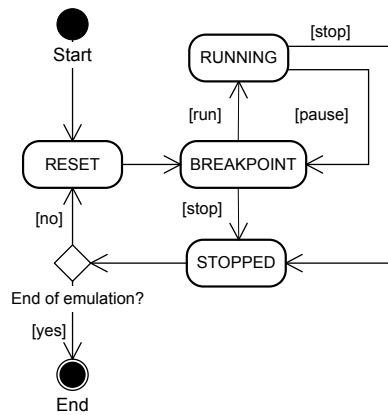 [stop]
RUNNING
Start
[run]
[pause]
RESET
BREAKPOINT
[no]
[stop]
STOPPED
End of emulation?
[yes]
End